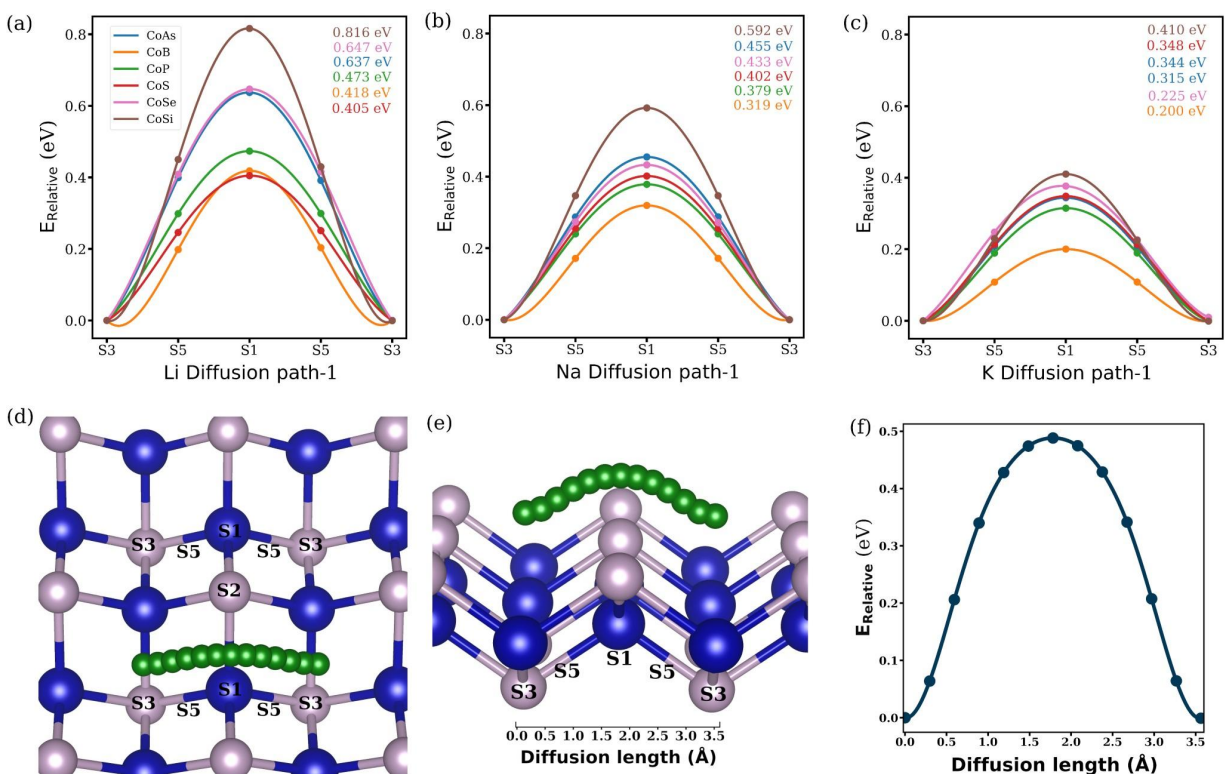 (a)
E_Relative (eV)
0.8
0.6
0.4
0.2
0.0
CoAs
CoB
CoP
CoS
CoSe
CoSi
0.816 eV
0.647 eV
0.637 eV
0.473 eV
0.418 eV
0.405 eV
S3 S5 S1 S5 S3
Li Diffusion path-1
(b)
E_Relative (eV)
0.8
0.6
0.4
0.2
0.0
0.592 eV
0.455 eV
0.433 eV
0.402 eV
0.379 eV
0.319 eV
S3 S5 S1 S5 S3
Na Diffusion path-1
(c)
E_Relative (eV)
0.8
0.6
0.4
0.2
0.0
0.410 eV
0.348 eV
0.344 eV
0.315 eV
0.225 eV
0.200 eV
S3 S5 S1 S5 S3
K Diffusion path-1
(d)
S1
S3 S5 S5 S3
S2
S1
S3 S5 S5 S3
(e)
S5 S1 S5
S3 S3
0.0 0.5 1.0 1.5 2.0 2.5 3.0 3.5
Diffusion length (Å)
(f)
E_Relative (eV)
0.5
0.4
0.3
0.2
0.1
0.0
0.0 0.5 1.0 1.5 2.0 2.5 3.0 3.5
Diffusion length (Å)